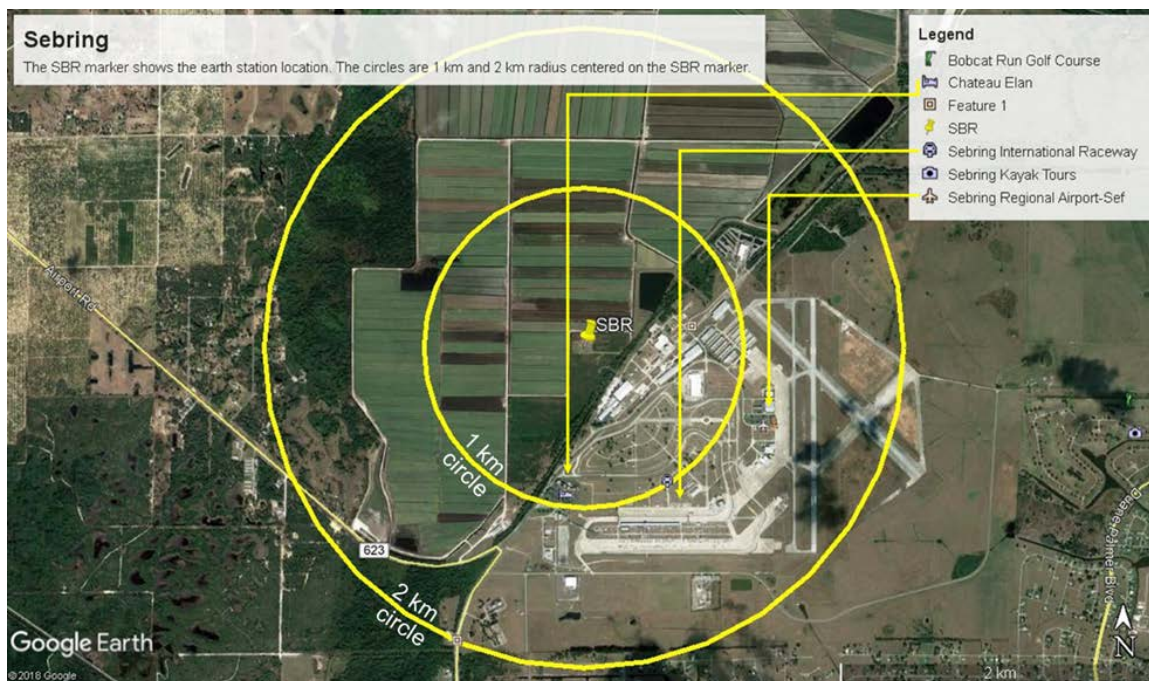 Sebring
The SBR marker shows the earth station location. The circles are 1 km and 2 km radius centered on the SBR marker.
Legend
Bobcat Run Golf Course
Chateau Elan
Feature 1
SBR
Sebring International Raceway
Sebring Kayak Tours
Sebring Regional Airport-Sef
Airport Rd
SBR
1 km
circle
623
2 km
circle
Duane Palmer Blvd
N
2 km
Google Earth
© 2018 Google